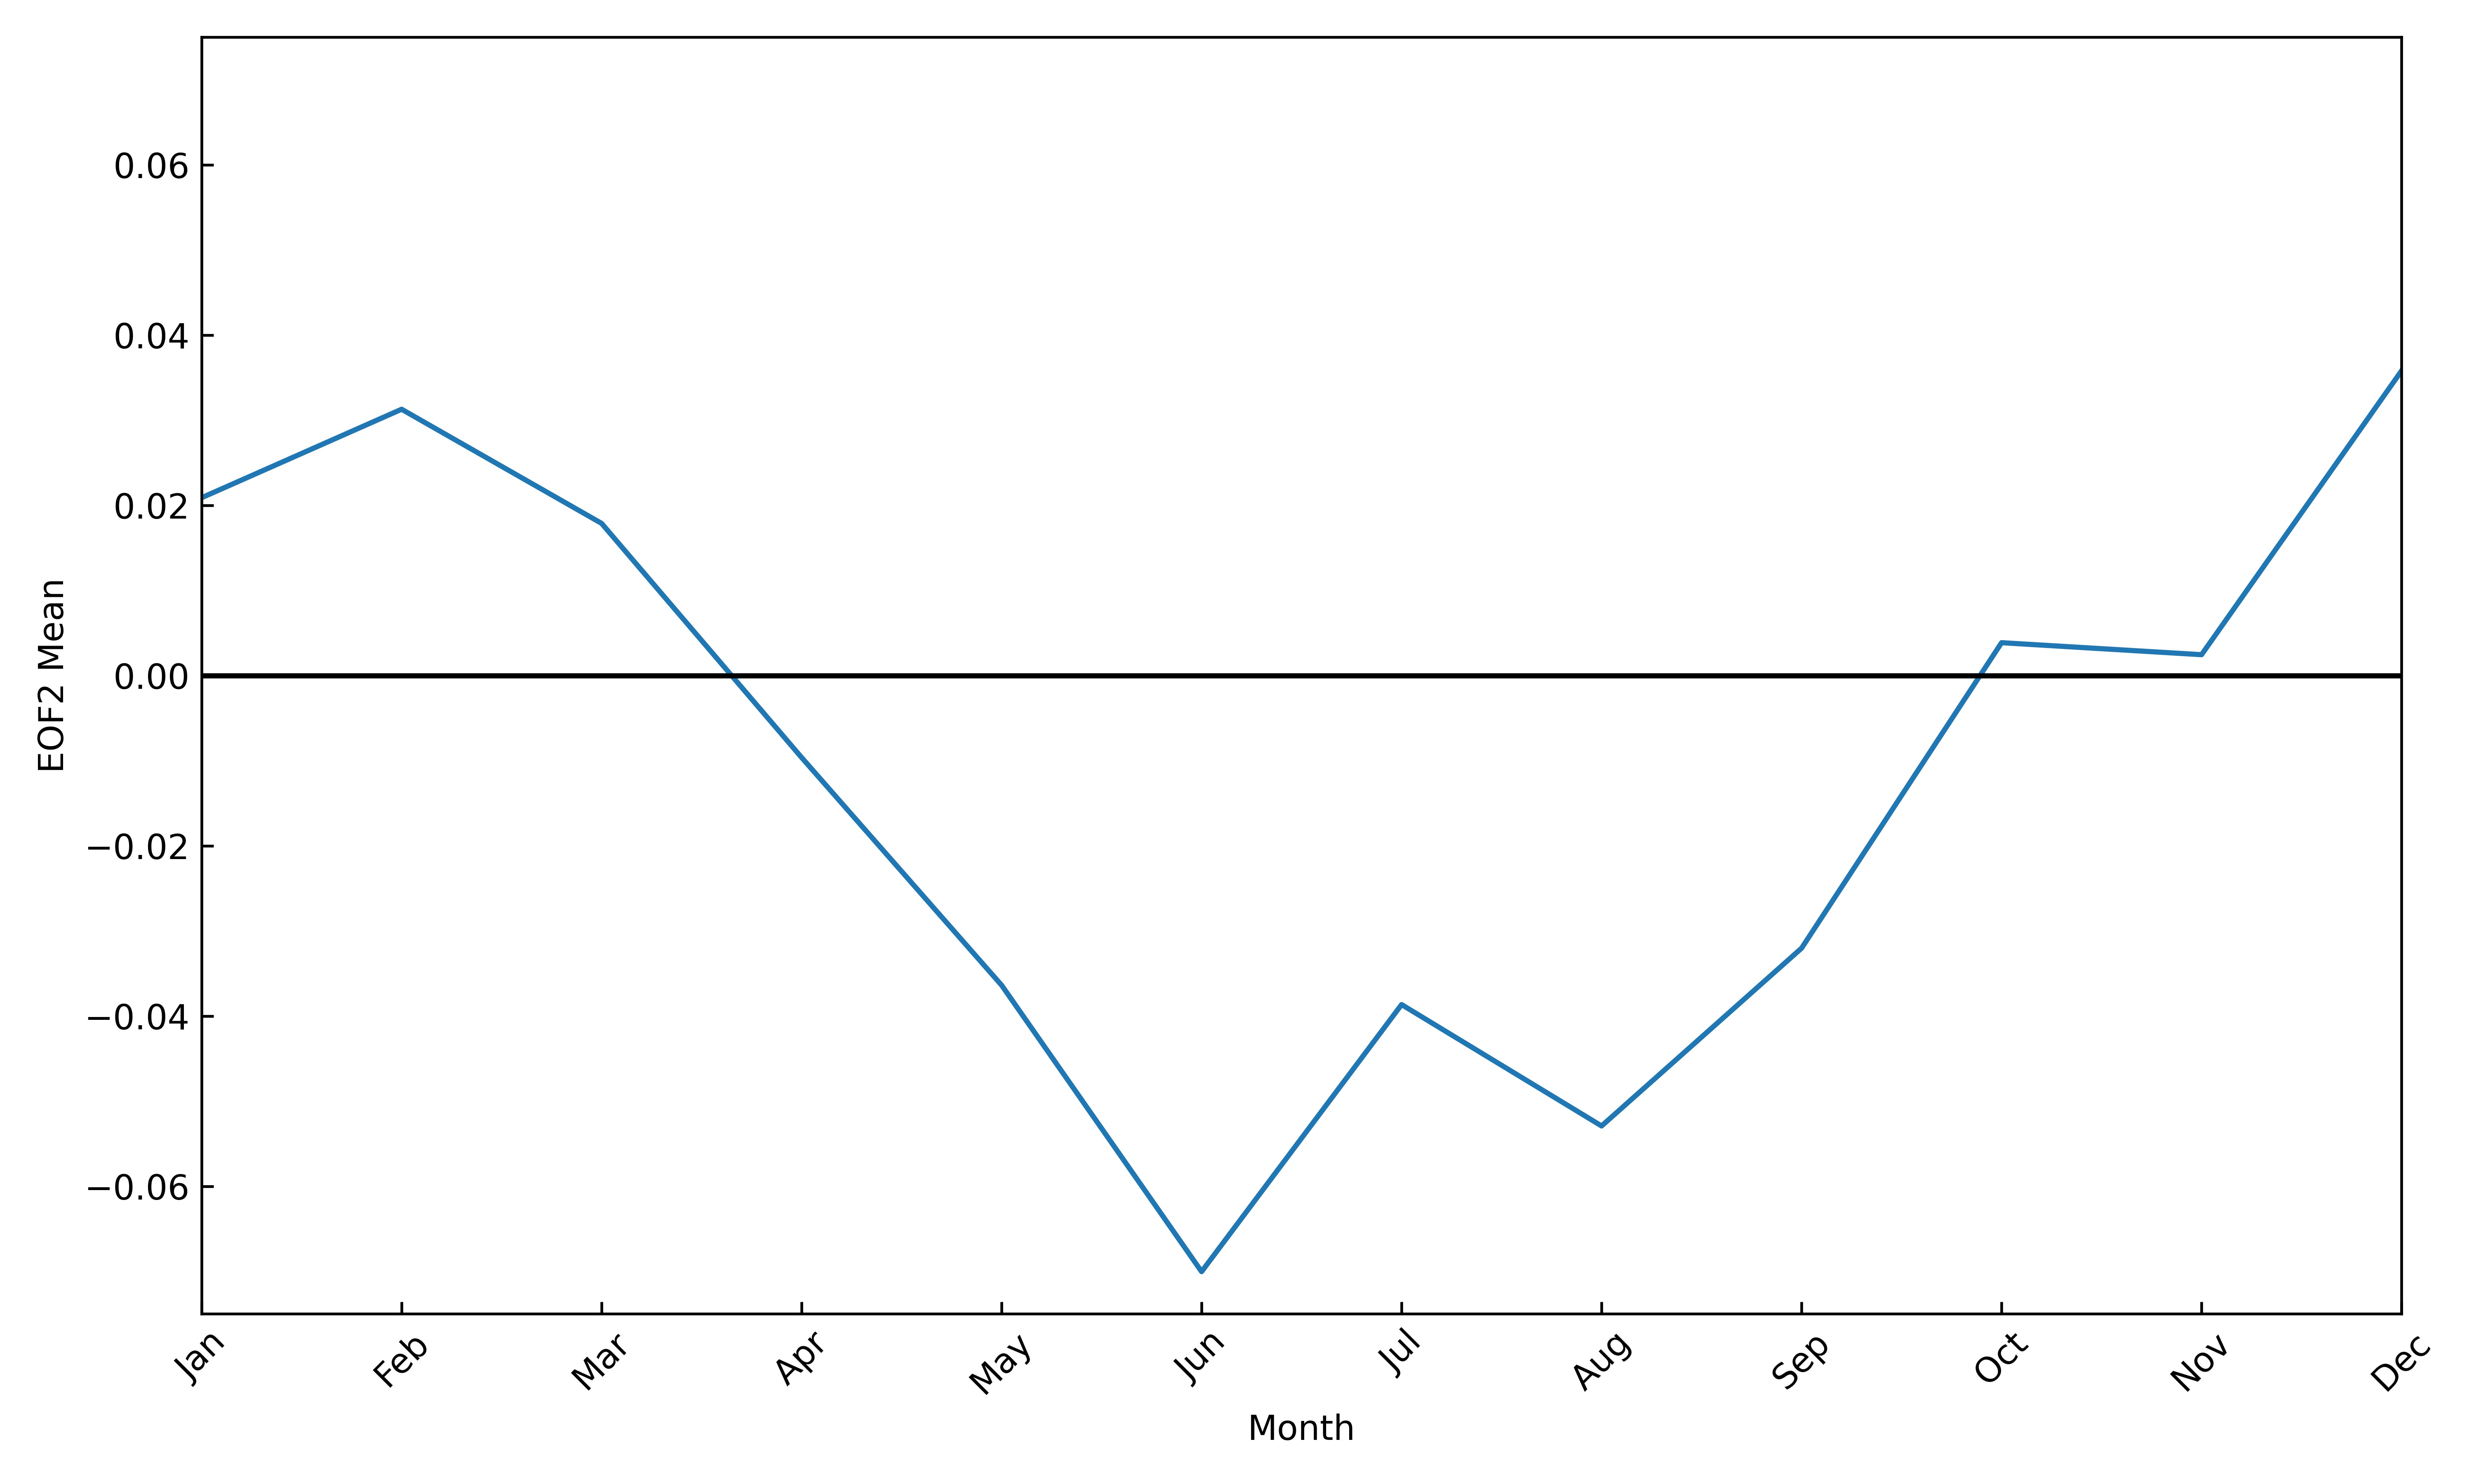 0.06
0.04
0.02
0.00
−0.02
−0.04
−0.06
EOF2 Mean
Jan Feb Mar Apr May Jun Jul Aug Sep Oct Nov Dec
Month